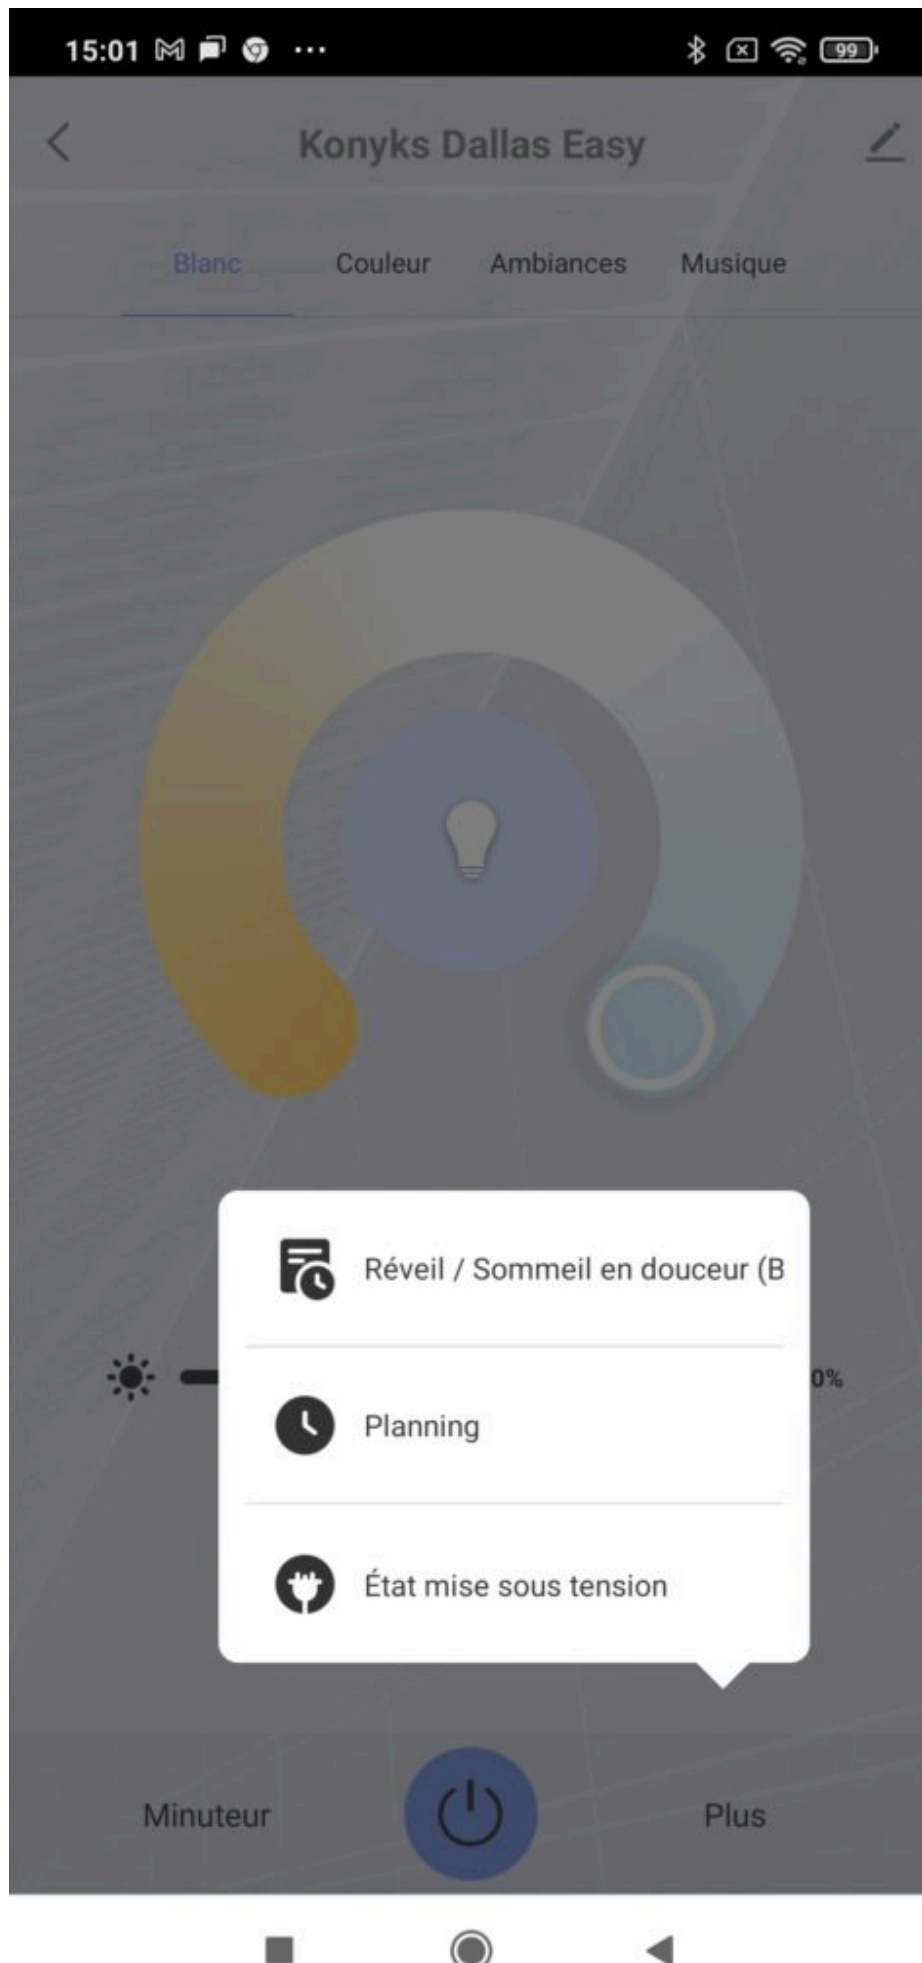 15:01
99
Konyks Dallas Easy
Blanc Couleur Ambiances Musique
Réveil / Sommeil en douceur (B
0%
Planning
État mise sous tension
Minuteur Plus